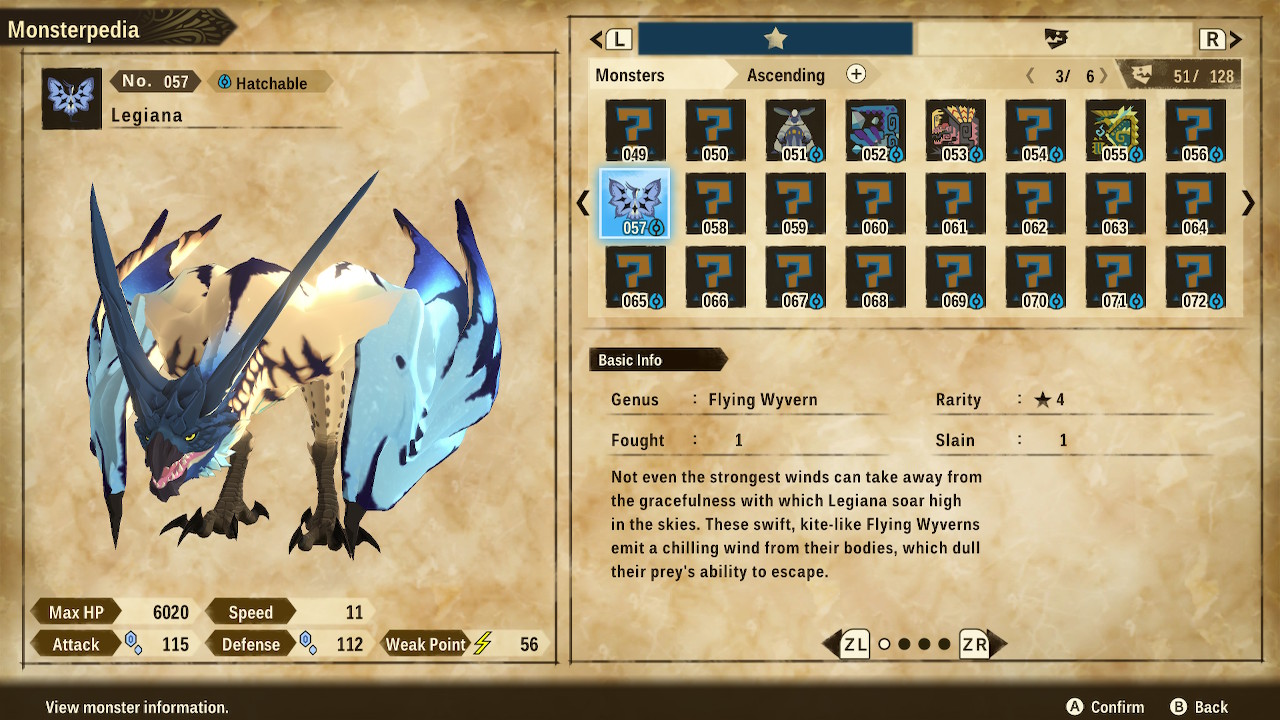 Monsterpedia
No. 057
Hatchable
Legiana
Max HP 6020
Speed 11
Attack 115
Defense 112
Weak Point 56
L
R
Monsters
Ascending
3/ 6
51/ 128
049 050 051 052 053 054 055 056
057 058 059 060 061 062 063 064
065 066 067 068 069 070 071 072
Basic Info
Genus : Flying Wyvern
Rarity : ★ 4
Fought : 1
Slain : 1
Not even the strongest winds can take away from
the gracefulness with which Legiana soar high
in the skies. These swift, kite-like Flying Wyverns
emit a chilling wind from their bodies, which dull
their prey's ability to escape.
ZL
ZR
View monster information.
A Confirm
B Back